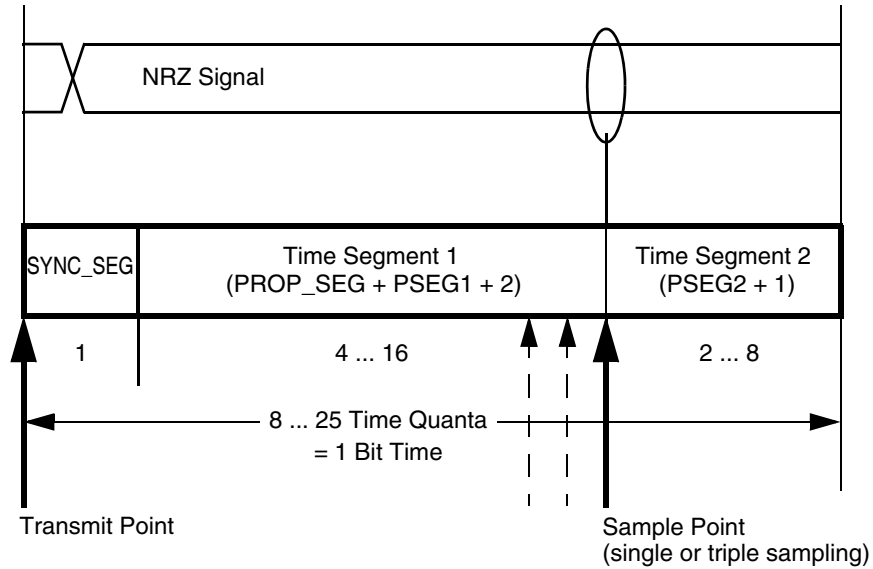 NRZ Signal
SYNC_SEG
Time Segment 1
(PROP_SEG + PSEG1 + 2)
Time Segment 2
(PSEG2 + 1)
1
4 ... 16
2 ... 8
8 ... 25 Time Quanta
= 1 Bit Time
Transmit Point
Sample Point
(single or triple sampling)